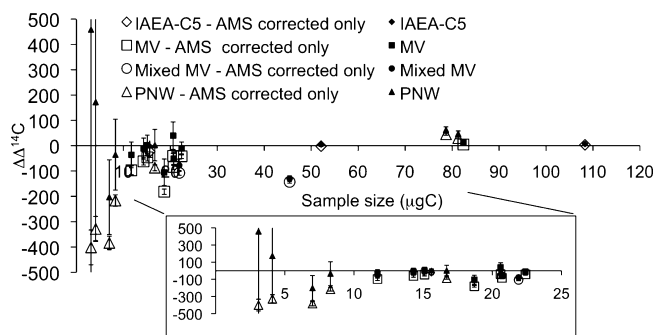 500
400
300
200
100
0
-100
-200
-300
-400
-500
ΔΔ14C
◇ IAEA-C5 - AMS corrected only ◆ IAEA-C5
□ MV - AMS corrected only ■ MV
○ Mixed MV - AMS corrected only ● Mixed MV
△ PNW - AMS corrected only ▲ PNW
10 20 30 40 50 60 70 80 90 100 110 120
Sample size (µgC)
500
300
100
-100
-300
-500
5 10 15 20 25